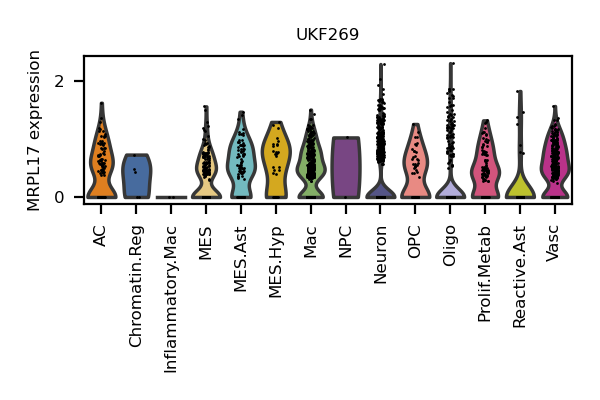 UKF269
MRPL17 expression
2
0
AC
Chromatin.Reg
Inflammatory.Mac
MES
MES.Ast
MES.Hyp
Mac
NPC
Neuron
OPC
Oligo
Prolif.Metab
Reactive.Ast
Vasc